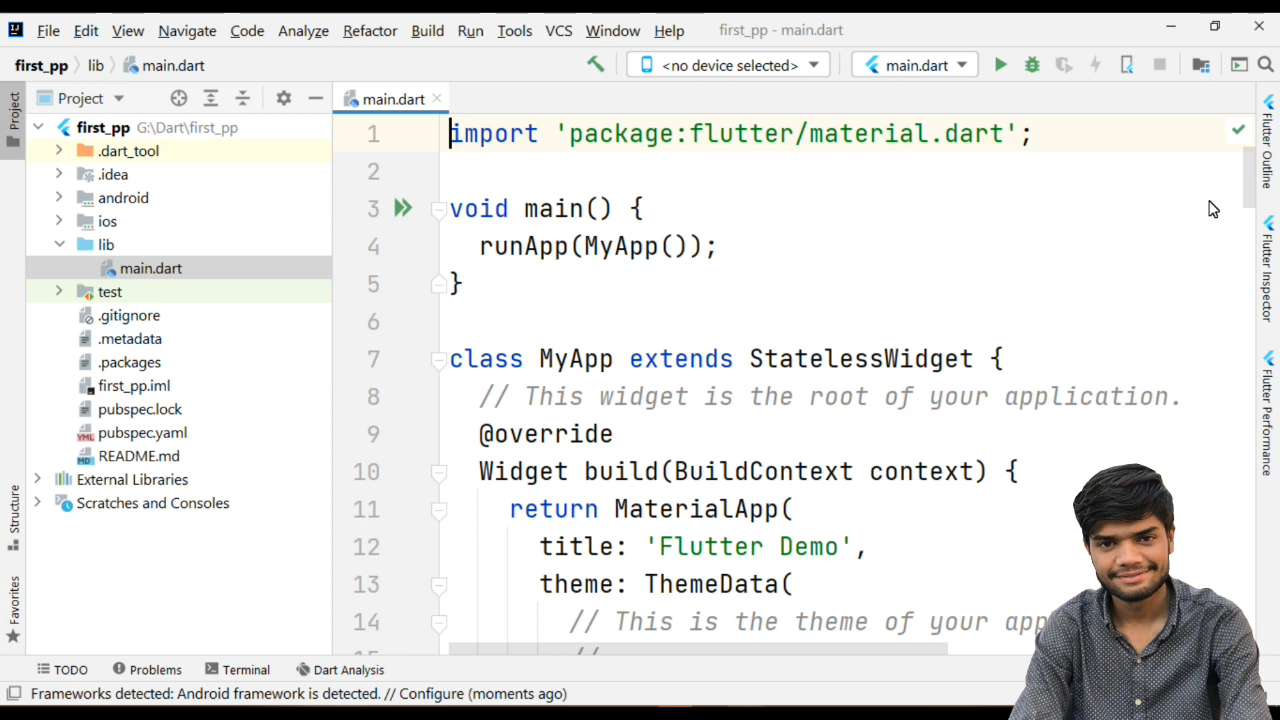 File Edit View Navigate Code Analyze Refactor Build Run Tools VCS Window Help first_pp - main.dart
first_pp lib main.dart <no device selected> main.dart
Project
Project
main.dart
first_pp G:\Dart\first_pp
.dart_tool
.idea
android
ios
lib
main.dart
test
.gitignore
.metadata
.packages
first_pp.iml
pubspec.lock
pubspec.yaml
README.md
External Libraries
Scratches and Consoles
Structure
Favorites
1 import 'package:flutter/material.dart';
2
3 void main() {
4 runApp(MyApp());
5 }
6
7 class MyApp extends StatelessWidget {
8 // This widget is the root of your application.
9 @override
10 Widget build(BuildContext context) {
11 return MaterialApp(
12 title: 'Flutter Demo',
13 theme: ThemeData(
14 // This is the theme of your app
//
Flutter Outline
Flutter Inspector
Flutter Performance
TODO Problems Terminal Dart Analysis
Frameworks detected: Android framework is detected. // Configure (moments ago)